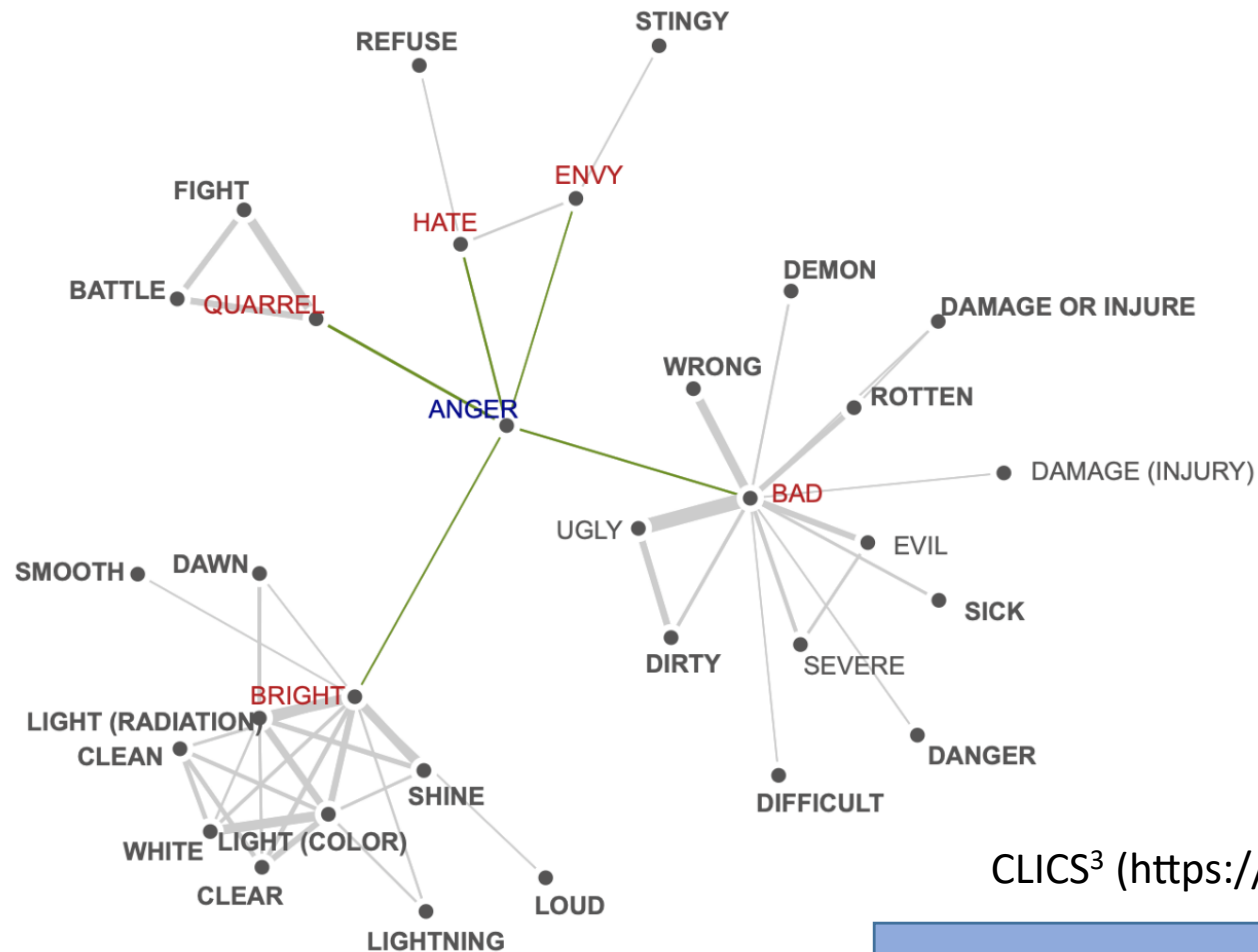 STINGY
REFUSE
ENVY
FIGHT
HATE
DEMON
BATTLE
QUARREL
DAMAGE OR INJURE
WRONG
ROTTEN
ANGER
DAMAGE (INJURY)
BAD
UGLY
EVIL
SMOOTH
DAWN
SICK
DIRTY
SEVERE
BRIGHT
LIGHT (RADIATION)
CLEAN
DANGER
SHINE
DIFFICULT
WHITE
LIGHT (COLOR)
CLEAR
LOUD
LIGHTNING
CLICS³ (https://